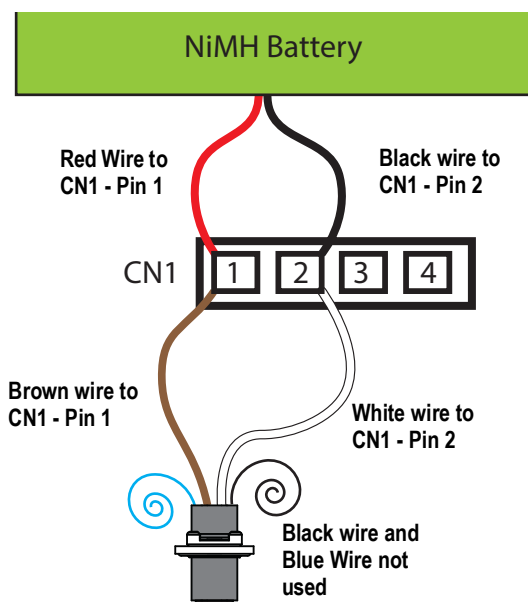 NiMH Battery
Red Wire to
CN1 - Pin 1
Black wire to
CN1 - Pin 2
CN1
1
2
3
4
Brown wire to
CN1 - Pin 1
White wire to
CN1 - Pin 2
Black wire and
Blue Wire not
used